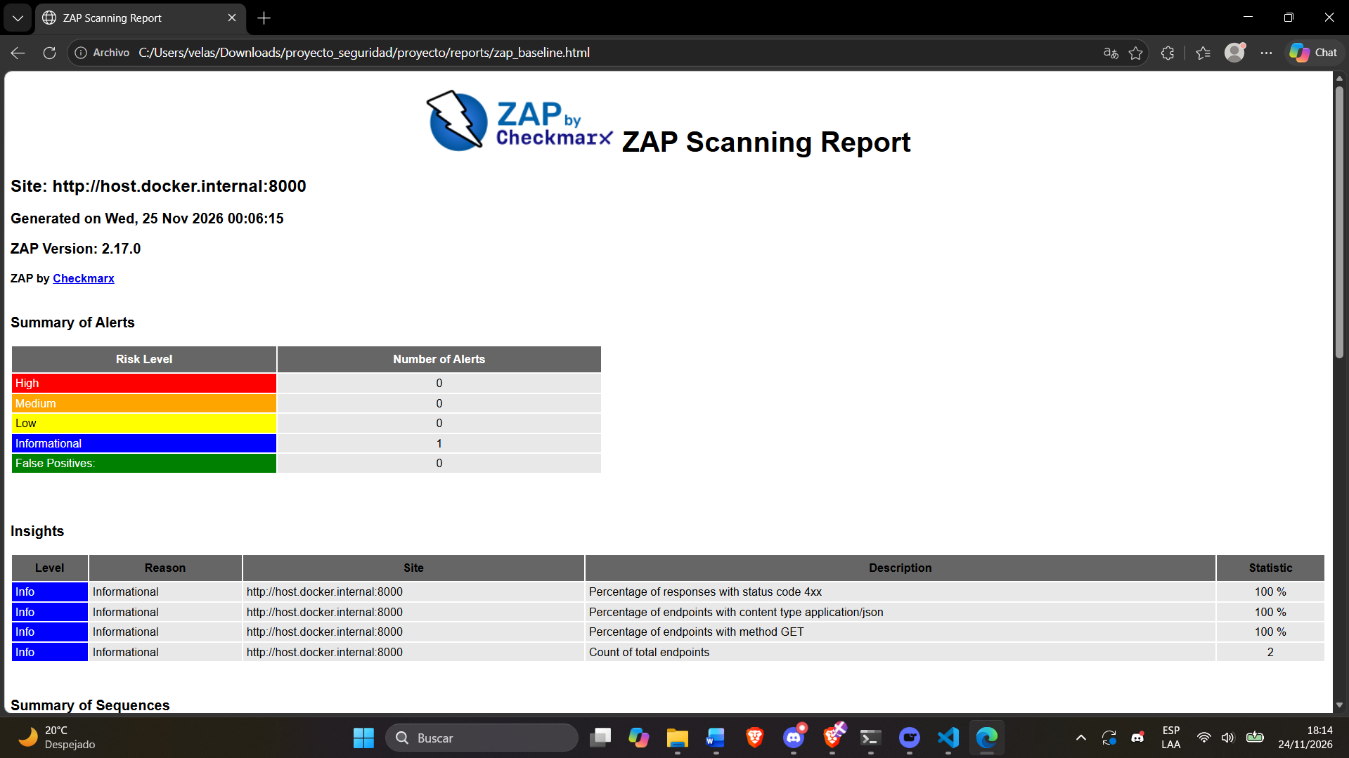 ZAP Scanning Report
Archivo C:/Users/velas/Downloads/proyecto_seguridad/proyecto/reports/zap_baseline.html
Chat
ZAP by
Checkmarx
ZAP Scanning Report
Site: http://host.docker.internal:8000
Generated on Wed, 25 Nov 2026 00:06:15
ZAP Version: 2.17.0
ZAP by Checkmarx
Summary of Alerts
Risk Level Number of Alerts
High 0
Medium 0
Low 0
Informational 1
False Positives: 0
Insights
Level Reason Site Description Statistic
Info Informational http://host.docker.internal:8000 Percentage of responses with status code 4xx 100 %
Info Informational http://host.docker.internal:8000 Percentage of endpoints with content type application/json 100 %
Info Informational http://host.docker.internal:8000 Percentage of endpoints with method GET 100 %
Info Informational http://host.docker.internal:8000 Count of total endpoints 2
Summary of Sequences
20°C
Despejado
Buscar
ESP
LAA
18:14
24/11/2026